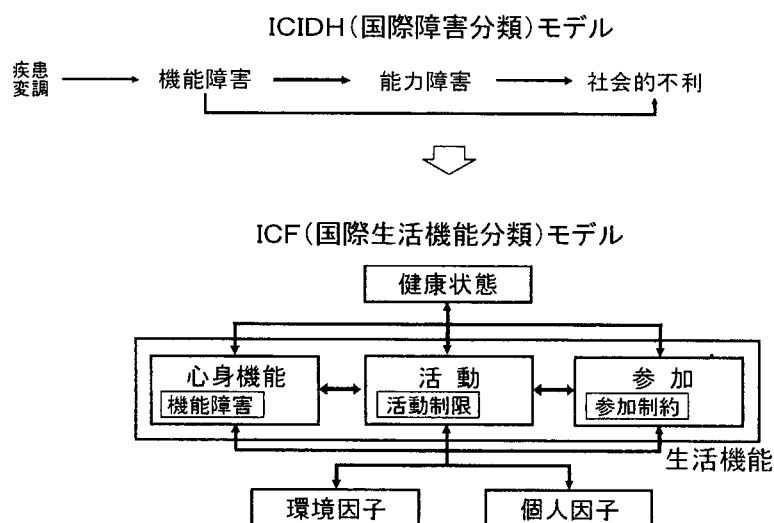 ICIDH(国際障害分類)モデル
疾患
変調
機能障害
能力障害
社会的不利
ICF(国際生活機能分類)モデル
健康状態
心身機能
機能障害
活動
活動制限
参加
参加制約
生活機能
環境因子
個人因子